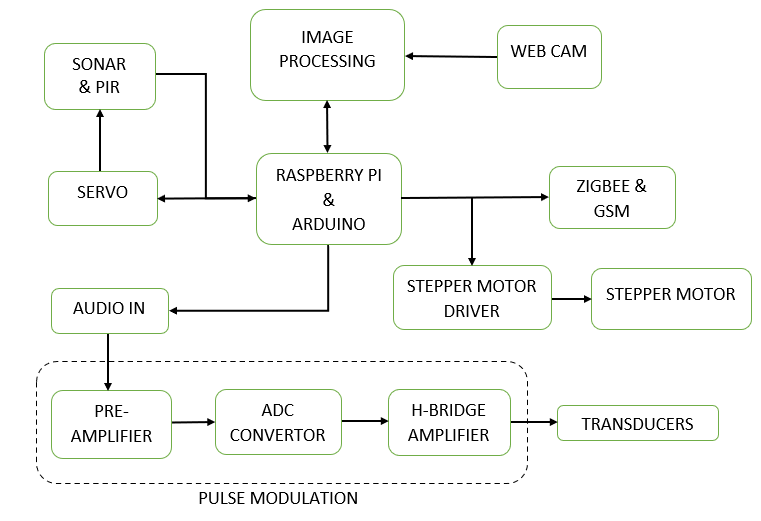 IMAGE
PROCESSING
WEB CAM
SONAR
& PIR
RASPBERRY PI
&
ARDUINO
SERVO
ZIGBEE &
GSM
STEPPER MOTOR
DRIVER
STEPPER MOTOR
AUDIO IN
PRE-
AMPLIFIER
ADC
CONVERTOR
H-BRIDGE
AMPLIFIER
TRANSDUCERS
PULSE MODULATION